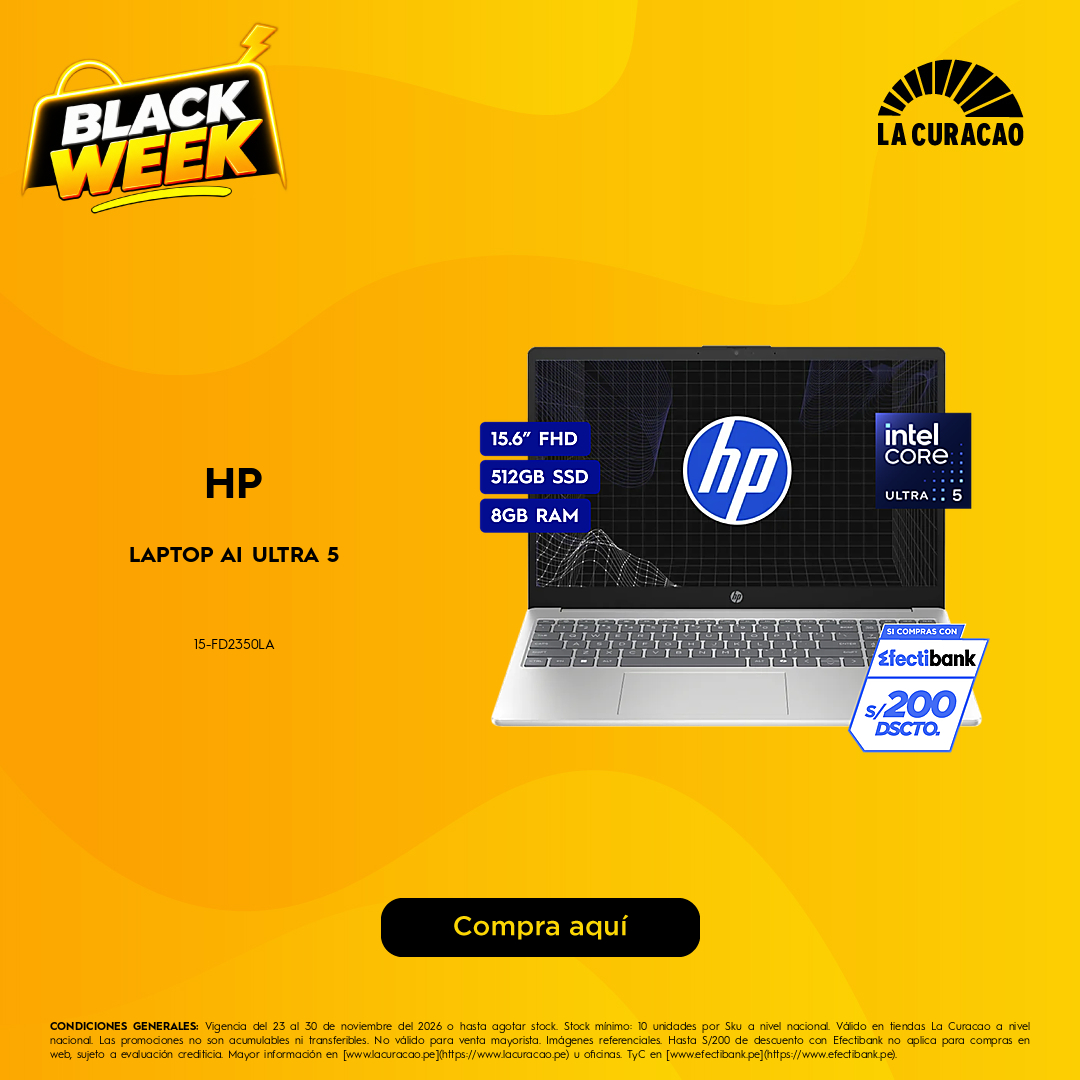 BLACK
WEEK
LA CURACAO
15.6" FHD
512GB SSD
8GB RAM
hp
intel
CORE
ULTRA 5
HP
LAPTOP AI ULTRA 5
15-FD2350LA
hp
SI COMPRAS CON
Efectibank
S/200
DSCTO.
Compra aquí
CONDICIONES GENERALES: Vigencia del 23 al 30 de noviembre del 2026 o hasta agotar stock. Stock mínimo: 10 unidades por Sku a nivel nacional. Válido en tiendas La Curacao a nivel
nacional. Las promociones no son acumulables ni transferibles. No válido para venta mayorista. Imágenes referenciales. Hasta S/200 de descuento con Efectibank no aplica para compras en
web, sujeto a evaluación crediticia. Mayor información en [www.lacuracao.pe](https://www.lacuracao.pe) u oficinas. TyC en [www.efectibank.pe](https://www.efectibank.pe).